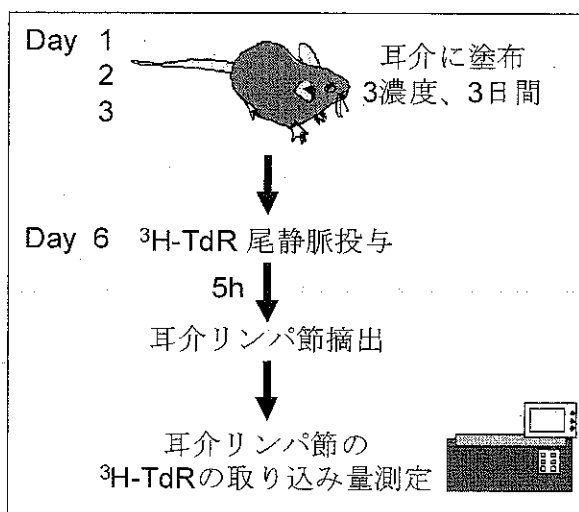 Day 1
2
3
耳介に塗布
3濃度、3日間
Day 6 ³H-TdR 尾静脈投与
5h
耳介リンパ節摘出
耳介リンパ節の
³H-TdRの取り込み量測定